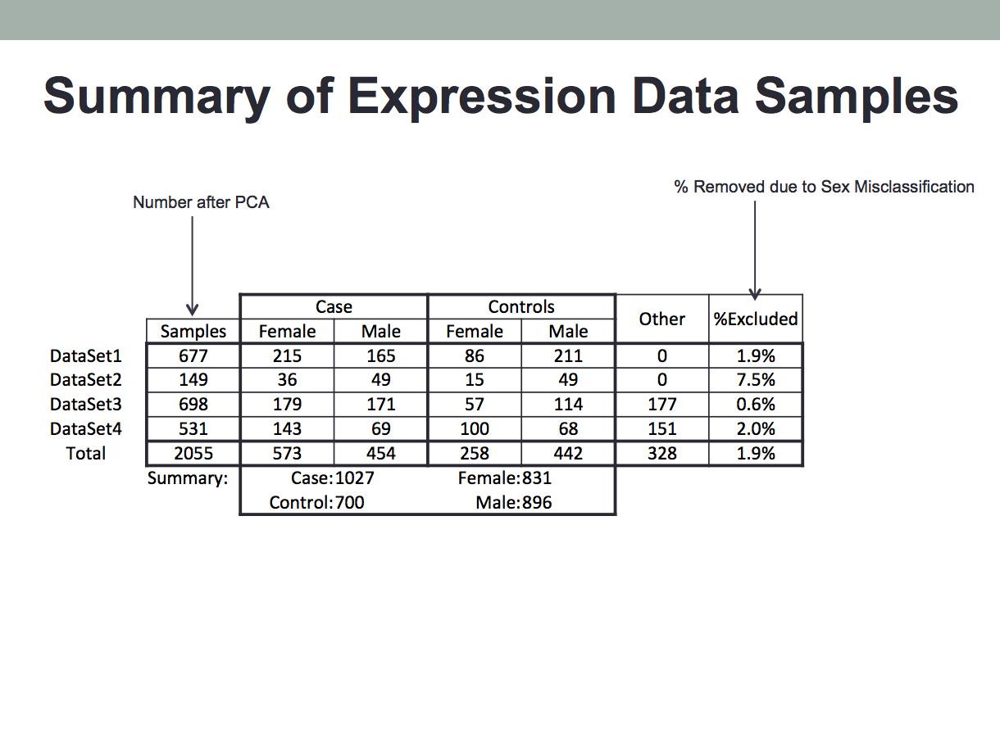 Summary of Expression Data Samples
% Removed due to Sex Misclassification
Number after PCA
Case Controls Other %Excluded
Samples Female Male Female Male
DataSet1 677 215 165 86 211 0 1.9%
DataSet2 149 36 49 15 49 0 7.5%
DataSet3 698 179 171 57 114 177 0.6%
DataSet4 531 143 69 100 68 151 2.0%
Total 2055 573 454 258 442 328 1.9%
Summary: Case: 1027 Female: 831
Control: 700 Male: 896